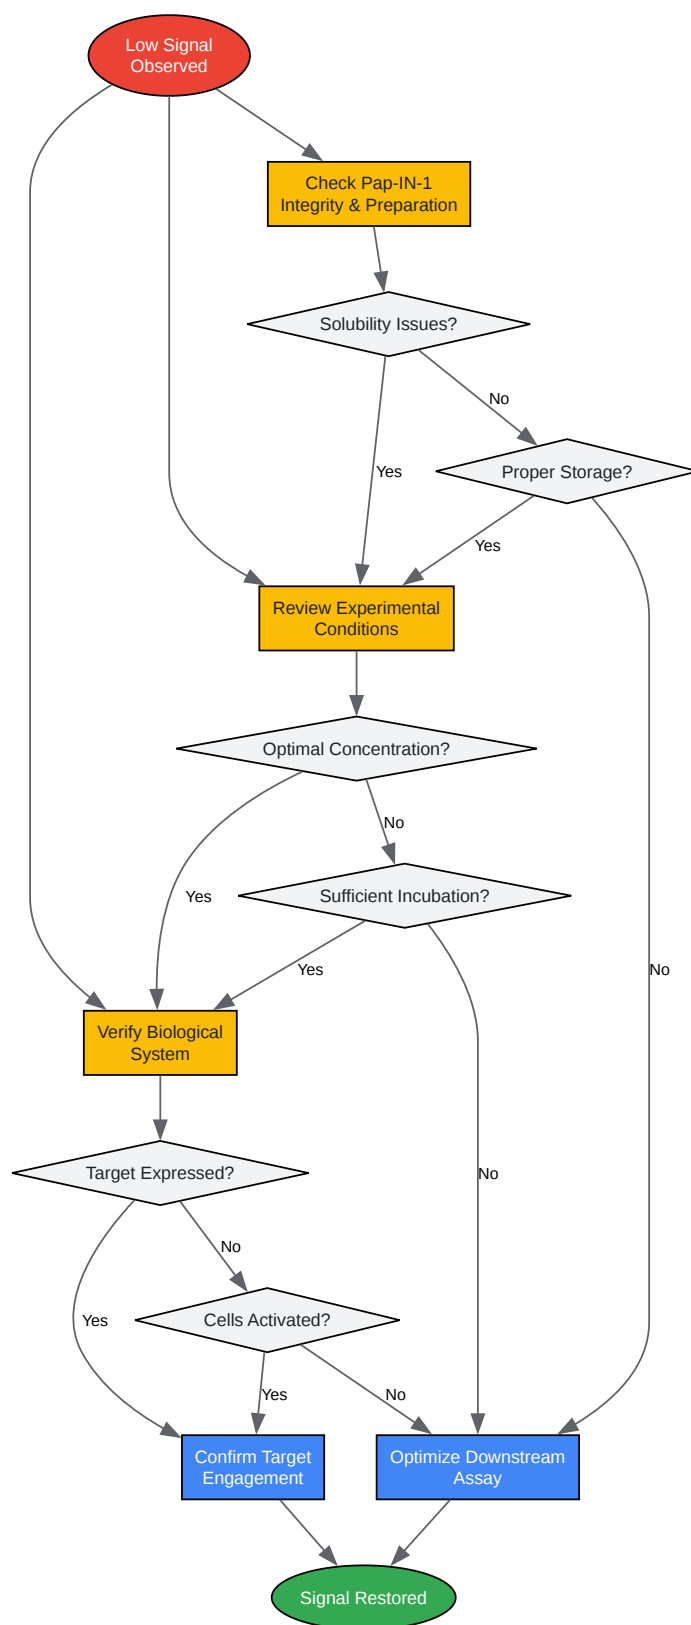 Low Signal
Observed
Check Pap-IN-1
Integrity & Preparation
Solubility Issues?
No
Proper Storage?
Yes
Yes
Review Experimental
Conditions
Optimal Concentration?
No
Sufficient Incubation?
Yes
Yes
No
Verify Biological
System
Target Expressed?
No
No
Cells Activated?
Yes
Yes
No
Confirm Target
Engagement
Optimize Downstream
Assay
Signal Restored